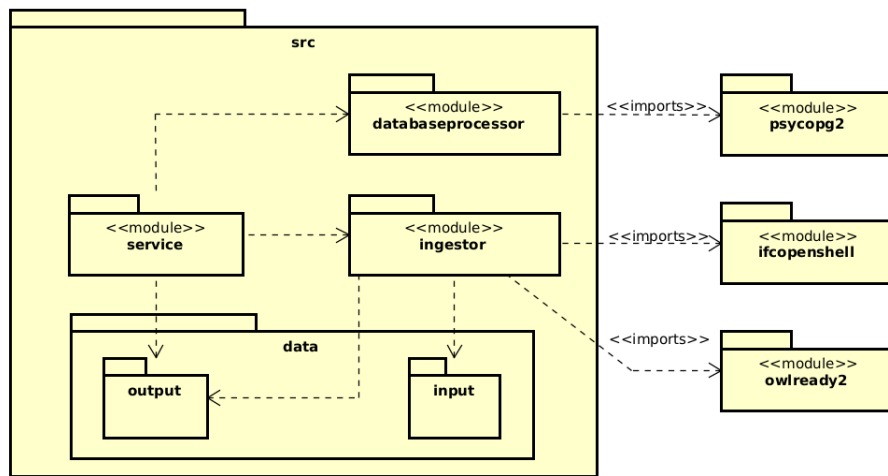 src
<<module>>
databaseprocessor
<<imports>>
<<module>>
psycopg2
<<module>>
service
<<module>>
ingestor
<<imports>>
<<module>>
ifcopenshell
data
output
input
<<imports>>
<<module>>
owlready2